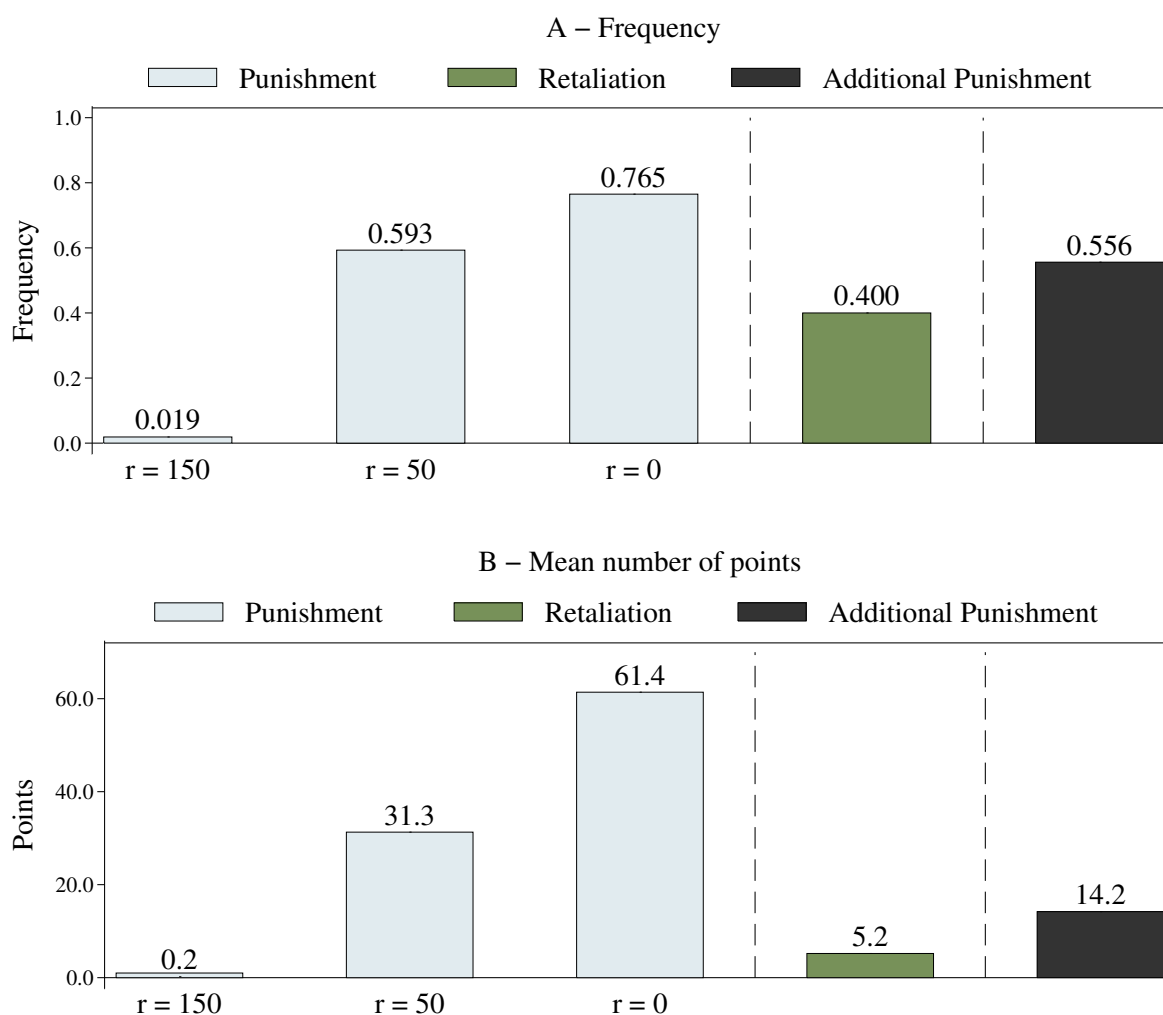 A – Frequency
Punishment Retaliation Additional Punishment
Frequency
1.0
0.8
0.6
0.4
0.2
0.0
0.019
0.593
0.765
0.400
0.556
r = 150 r = 50 r = 0
B – Mean number of points
Punishment Retaliation Additional Punishment
Points
60.0
40.0
20.0
0.0
0.2
31.3
61.4
5.2
14.2
r = 150 r = 50 r = 0